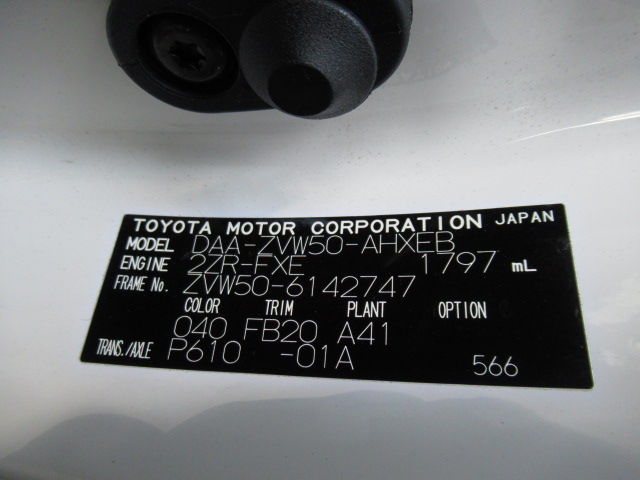 TOYOTA MOTOR CORPORATION JAPAN
MODEL DAA-ZVW50-AHXEB
ENGINE 2ZR-FXE 1797 mL
FRAME No. ZVW50-6142747
COLOR TRIM PLANT OPTION
040 FB20 A41
TRANS./AXLE P610 -01A 566